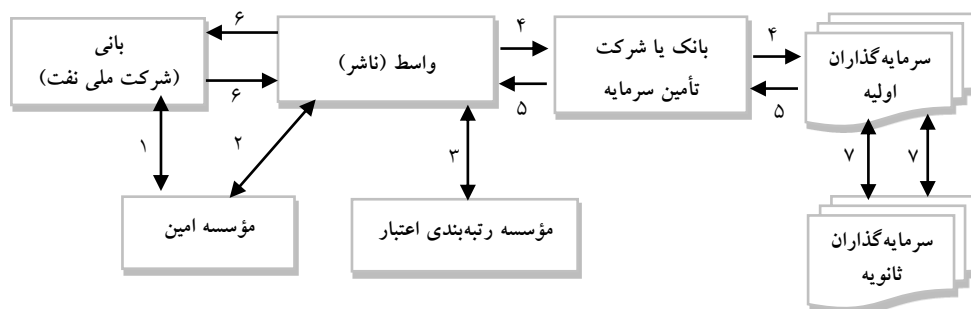 ۶
۴
۴
بانی
(شرکت ملی نفت)
واسط (ناشر)
بانک یا شرکت
تأمین سرمایه
سرمایه‌گذاران
اولیه
۶
۵
۵
۱
۲
۳
۷
۷
مؤسسه امین
مؤسسه رتبه‌بندی اعتبار
سرمایه‌گذاران
ثانویه